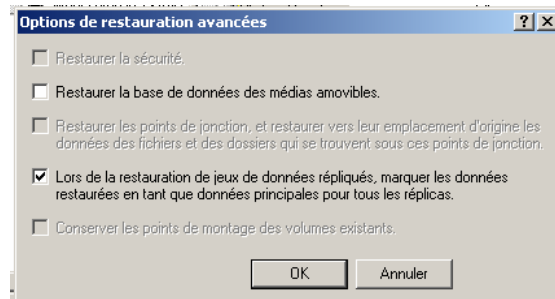 Options de restauration avancées
Restaurer la sécurité.
Restaurer la base de données des médias amovibles.
Restaurer les points de jonction, et restaurer vers leur emplacement d'origine les
données des fichiers et des dossiers qui se trouvent sous ces points de jonction.
Lors de la restauration de jeux de données répliqués, marquer les données
restaurées en tant que données principales pour tous les réplicas.
Conserver les points de montage des volumes existants.
OK
Annuler